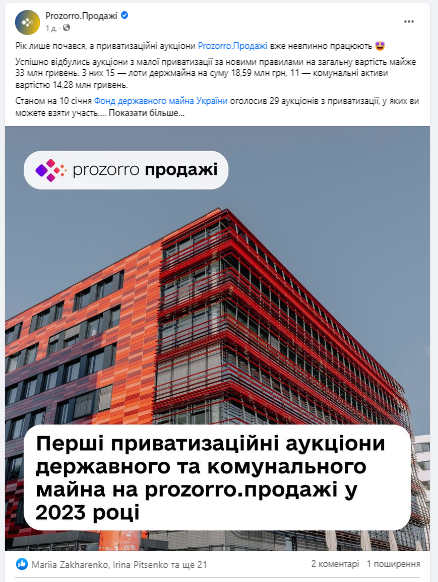 Prozorro.Продажі
1 д. ·
Рік лише почався, а приватизаційні аукціони Prozorro.Продажі вже невпинно працюють 🤩
Успішно відбулись аукціони з малої приватизації за новими правилами на загальну вартість майже
33 млн гривень. З них 15 — лоти держмайна на суму 18,59 млн грн, 11 — комунальні активи
вартістю 14,28 млн гривень.
Станом на 10 січня Фонд державного майна України оголосив 29 аукціонів з приватизації, у яких ви
можете взяти участь.... Показати більше...
prozorro продажі
Перші приватизаційні аукціони
державного та комунального
майна на prozorro.продажі у
2023 році
Mariia Zakharenko, Irina Pitsenko та ще 21
2 коментарі 1 поширення